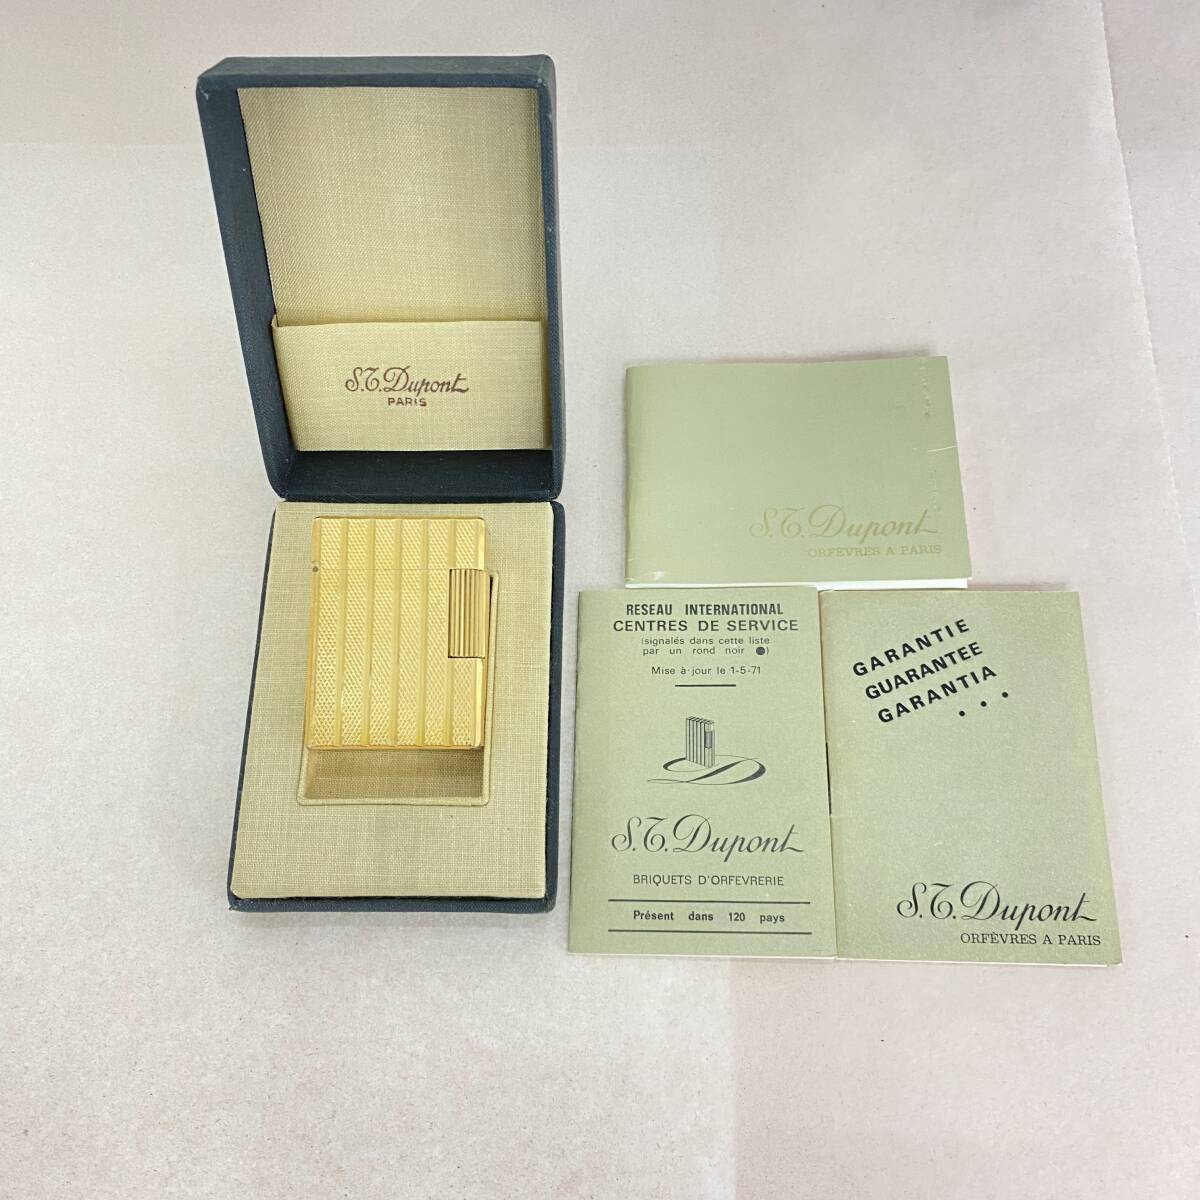 S.T. Dupont
PARIS
S.T. Dupont
ORFEVRES A PARIS
RESEAU INTERNATIONAL
CENTRES DE SERVICE
(signalés dans cette liste
par un rond noir ●)
Mise à jour le 1-5-71
S.T. Dupont
BRIQUETS D'ORFEVRERIE
Présent dans 120 pays
GARANTIE
GUARANTEE
GARANTIA
. . .
S.T. Dupont
ORFÈVRES A PARIS